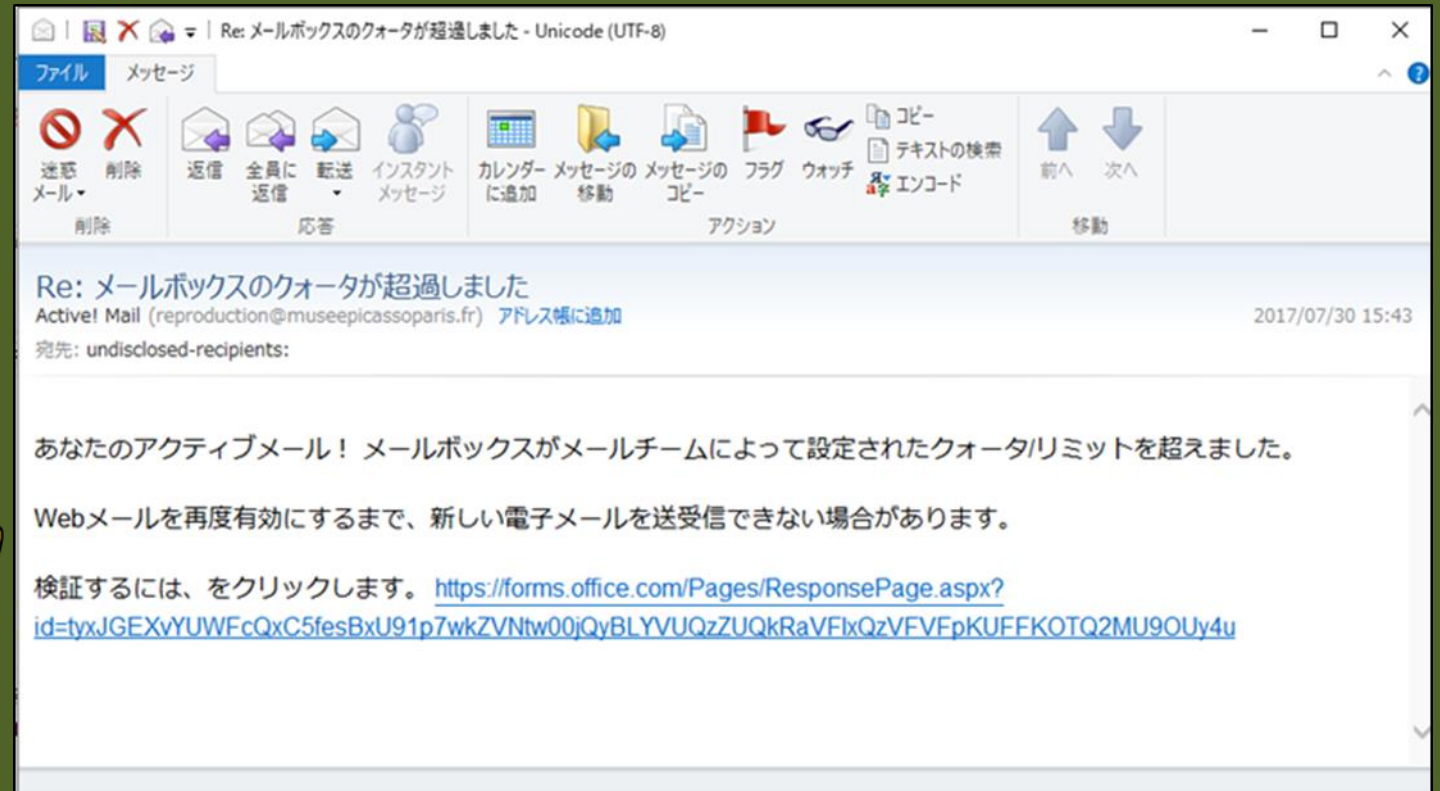 Re: メールボックスのクォータが超過しました - Unicode (UTF-8)
ファイル メッセージ
迷惑メール 削除 返信 全員に返信 転送 インスタントメッセージ カレンダーに追加 メッセージの移動 メッセージのコピー フラグ ウォッチ コピー
テキストの検索
エンコード
前へ 次へ
削除 応答 アクション 移動
Re: メールボックスのクォータが超過しました
Active! Mail (reproduction@museepicassoparis.fr) アドレス帳に追加 2017/07/30 15:43
宛先: undisclosed-recipients:
あなたのアクティブメール！ メールボックスがメールチームによって設定されたクォータ/リミットを超えました。
Webメールを再度有効にするまで、新しい電子メールを送受信できない場合があります。
検証するには、をクリックします。 https://forms.office.com/Pages/ResponsePage.aspx?
id=tyxJGEXvYUWFcQxC5fesBxU91p7wkZVNtw00jQyBLYVUQzZUQkRaVFIxQzVFVFpKUFFKOTQ2MU9OUy4u